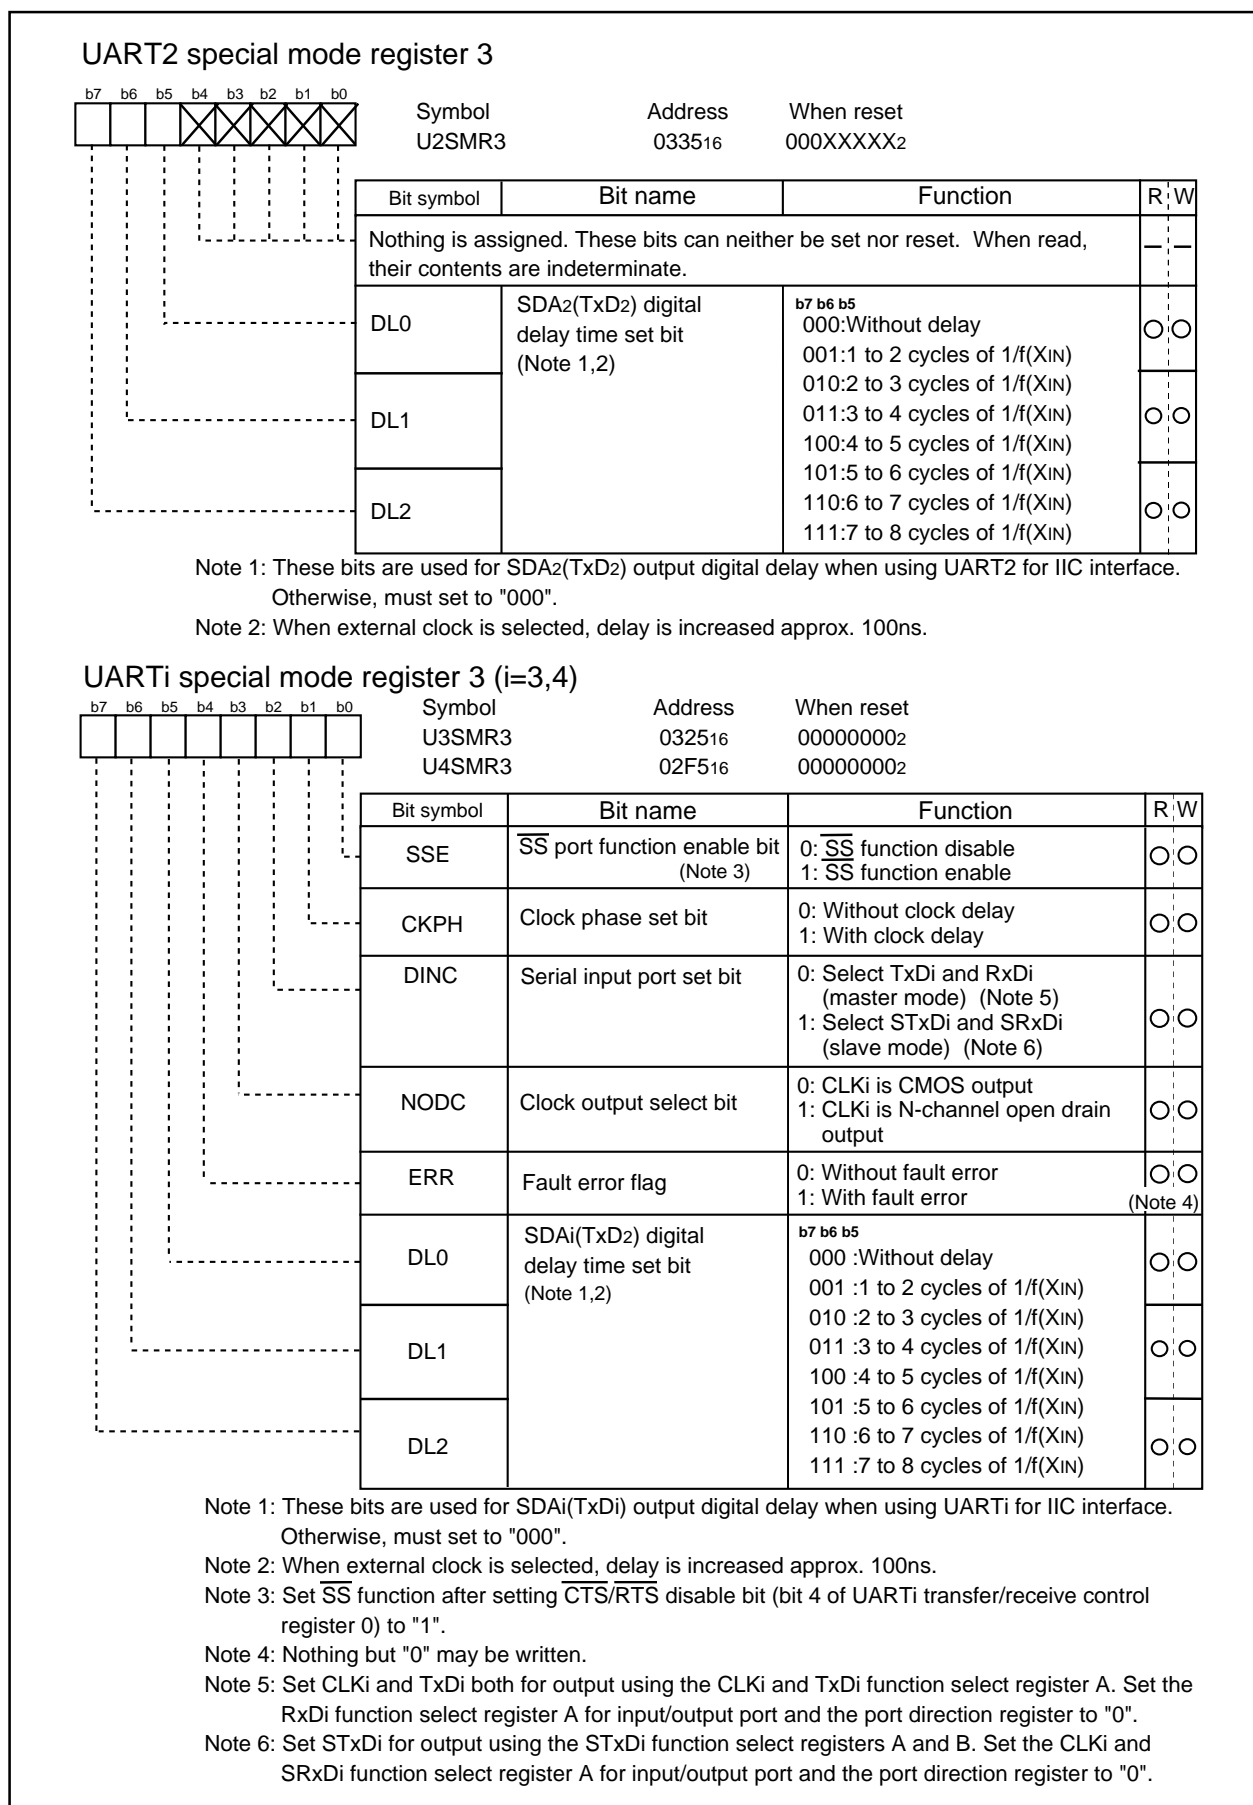 UART2 special mode register 3
b7 b6 b5 b4 b3 b2 b1 b0
Symbol Address When reset
U2SMR3 033516 000XXXXX2
Bit symbol Bit name Function R W
Nothing is assigned. These bits can neither be set nor reset. When read,
their contents are indeterminate.
– –
DL0
SDA2(TxD2) digital
delay time set bit
(Note 1,2)
b7 b6 b5
000:Without delay
001:1 to 2 cycles of 1/f(XIN)
010:2 to 3 cycles of 1/f(XIN)
011:3 to 4 cycles of 1/f(XIN)
100:4 to 5 cycles of 1/f(XIN)
101:5 to 6 cycles of 1/f(XIN)
110:6 to 7 cycles of 1/f(XIN)
111:7 to 8 cycles of 1/f(XIN)
DL1
DL2
Note 1: These bits are used for SDA2(TxD2) output digital delay when using UART2 for IIC interface.
Otherwise, must set to "000".
Note 2: When external clock is selected, delay is increased approx. 100ns.
UARTi special mode register 3 (i=3,4)
b7 b6 b5 b4 b3 b2 b1 b0
Symbol Address When reset
U3SMR3 032516 000000002
U4SMR3 02F516 000000002
Bit symbol Bit name Function R W
SSE
SS port function enable bit
(Note 3)
0: SS function disable
1: SS function enable
CKPH
Clock phase set bit
0: Without clock delay
1: With clock delay
DINC
Serial input port set bit
0: Select TxDi and RxDi
(master mode) (Note 5)
1: Select STxDi and SRxDi
(slave mode) (Note 6)
NODC
Clock output select bit
0: CLKi is CMOS output
1: CLKi is N-channel open drain
output
ERR
Fault error flag
0: Without fault error
1: With fault error
(Note 4)
DL0
SDAi(TxD2) digital
delay time set bit
(Note 1,2)
b7 b6 b5
000 :Without delay
001 :1 to 2 cycles of 1/f(XIN)
010 :2 to 3 cycles of 1/f(XIN)
011 :3 to 4 cycles of 1/f(XIN)
100 :4 to 5 cycles of 1/f(XIN)
101 :5 to 6 cycles of 1/f(XIN)
110 :6 to 7 cycles of 1/f(XIN)
111 :7 to 8 cycles of 1/f(XIN)
DL1
DL2
Note 1: These bits are used for SDAi(TxDi) output digital delay when using UARTi for IIC interface.
Otherwise, must set to "000".
Note 2: When external clock is selected, delay is increased approx. 100ns.
Note 3: Set SS function after setting CTS/RTS disable bit (bit 4 of UARTi transfer/receive control
register 0) to "1".
Note 4: Nothing but "0" may be written.
Note 5: Set CLKi and TxDi both for output using the CLKi and TxDi function select register A. Set the
RxDi function select register A for input/output port and the port direction register to "0".
Note 6: Set STxDi for output using the STxDi function select registers A and B. Set the CLKi and
SRxDi function select register A for input/output port and the port direction register to "0".